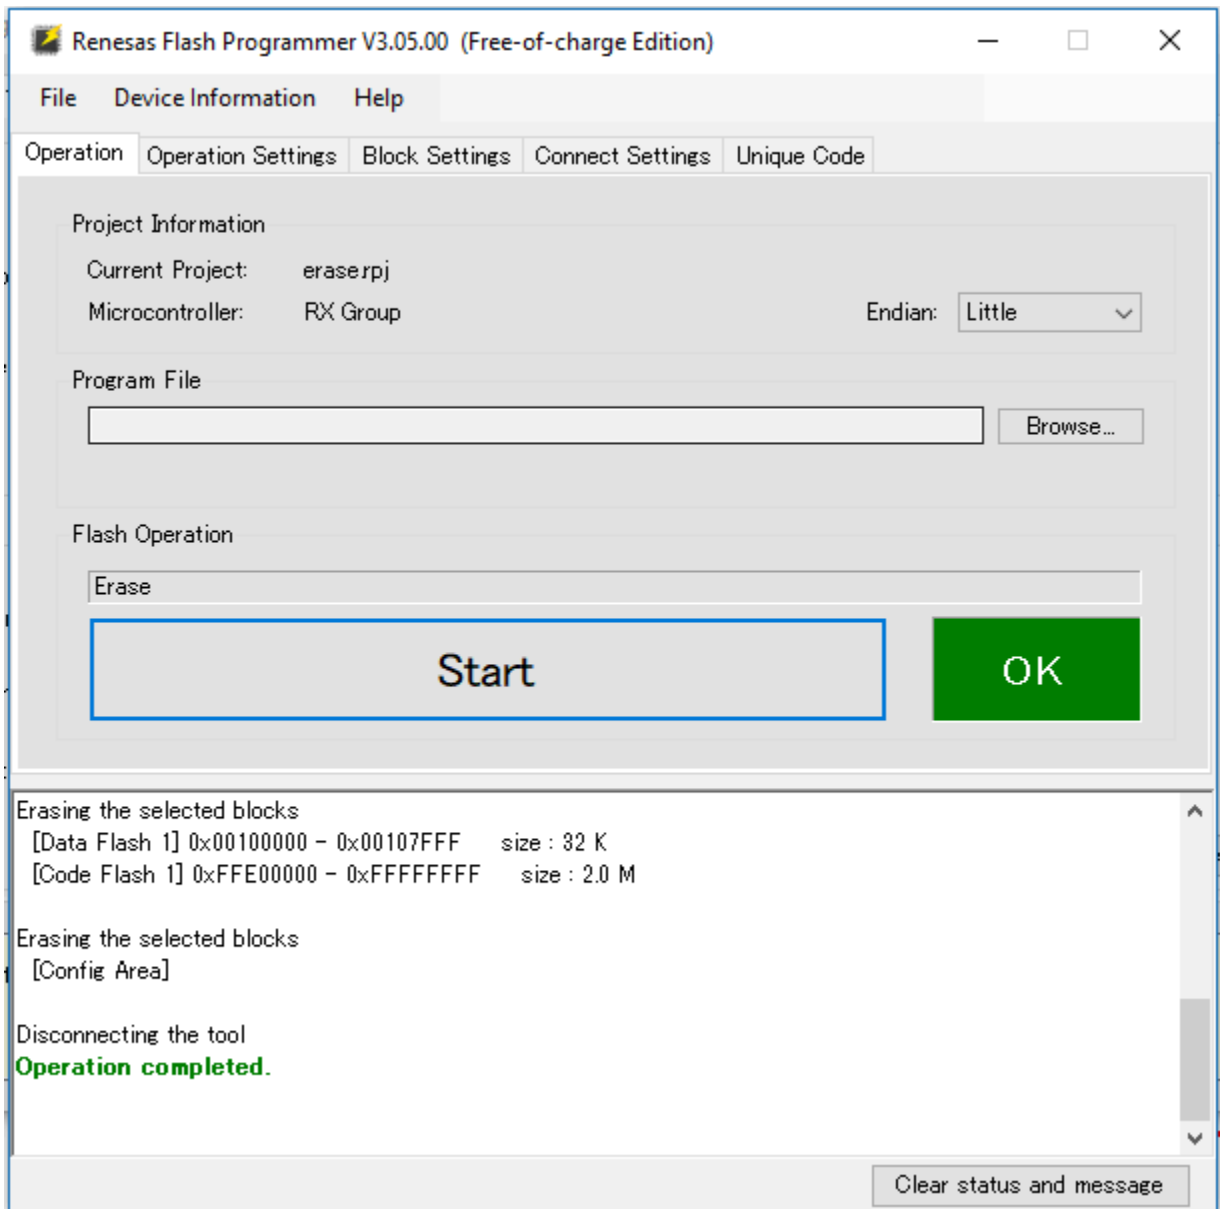 Renesas Flash Programmer V3.05.00 (Free-of-charge Edition)
File Device Information Help
Operation Operation Settings Block Settings Connect Settings Unique Code
Project Information
Current Project: erase.rpj
Microcontroller: RX Group Endian: Little
Program File
Browse...
Flash Operation
Erase
Start OK
Erasing the selected blocks
[Data Flash 1] 0x00100000 - 0x00107FFF size : 32 K
[Code Flash 1] 0xFFE00000 - 0xFFFFFFFF size : 2.0 M
Erasing the selected blocks
[Config Area]
Disconnecting the tool
Operation completed.
Clear status and message